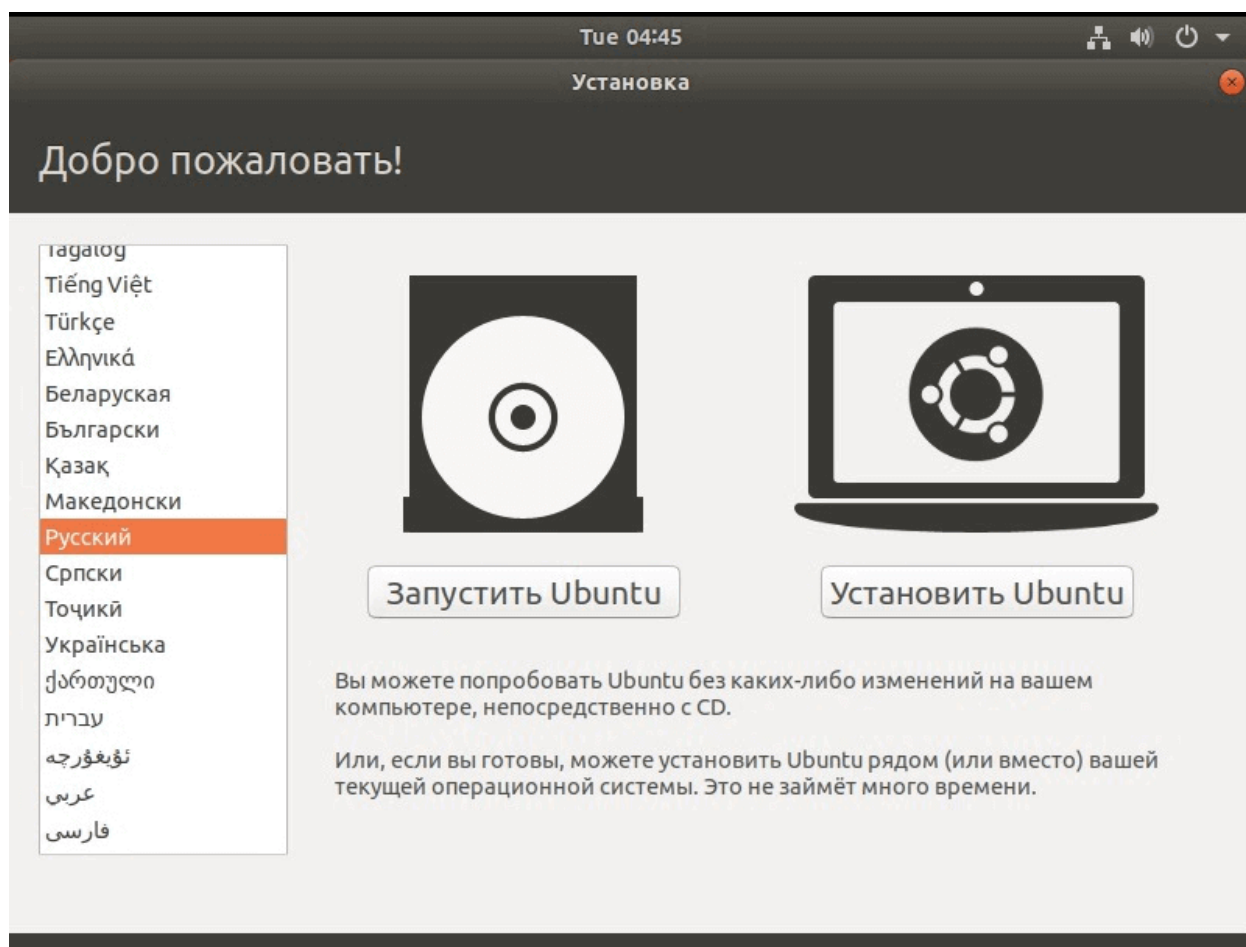 Tue 04:45
Установка
Добро пожаловать!
Tagalog
Tiếng Việt
Türkçe
Ελληνικά
Беларуская
Български
Қазақ
Македонски
Русский
Српски
Тоҷикӣ
Українська
ქართული
עברית
ئۇيغۇرچە
عربي
فارسی
Запустить Ubuntu
Установить Ubuntu
Вы можете попробовать Ubuntu без каких-либо изменений на вашем
компьютере, непосредственно с CD.
Или, если вы готовы, можете установить Ubuntu рядом (или вместо) вашей
текущей операционной системы. Это не займёт много времени.